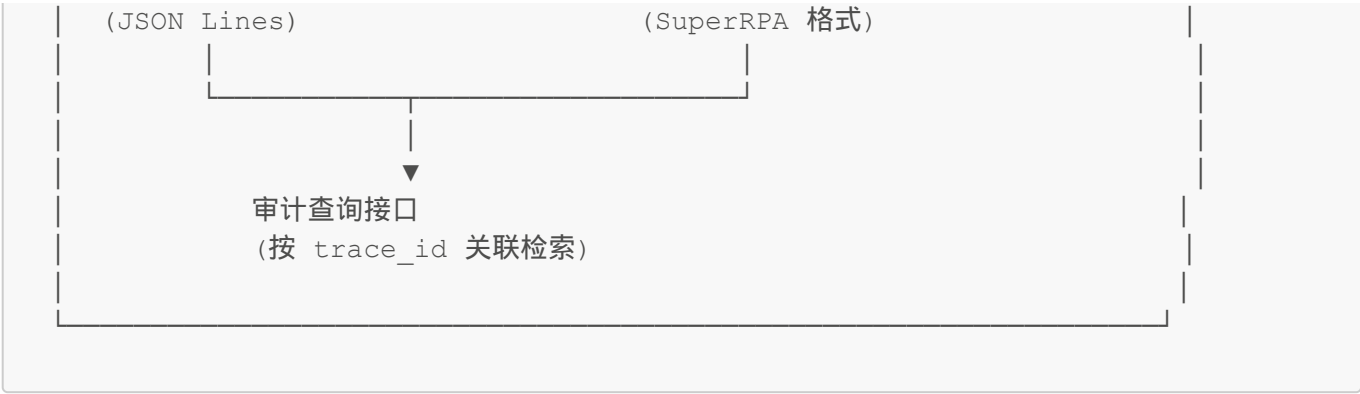 (JSON Lines) (SuperRPA 格式)
审计查询接口
(按 trace_id 关联检索)